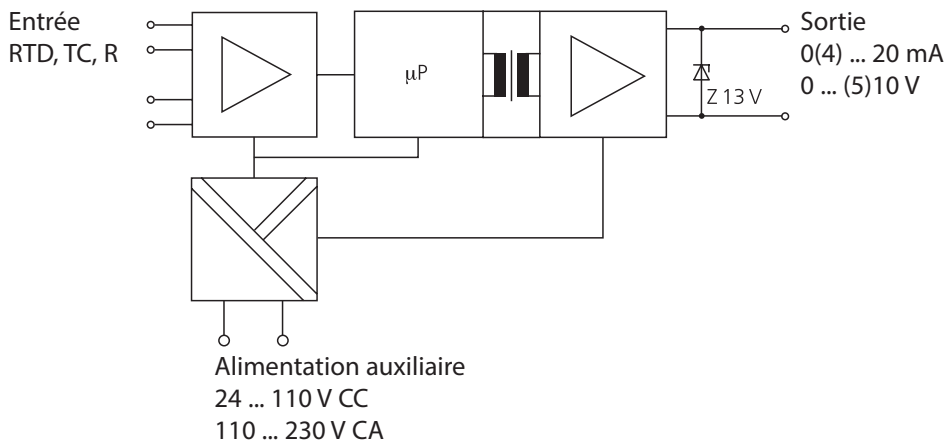 Entrée
RTD, TC, R
µP
Z 13 V
Sortie
0(4) ... 20 mA
0 ... (5)10 V
Alimentation auxiliaire
24 ... 110 V CC
110 ... 230 V CA